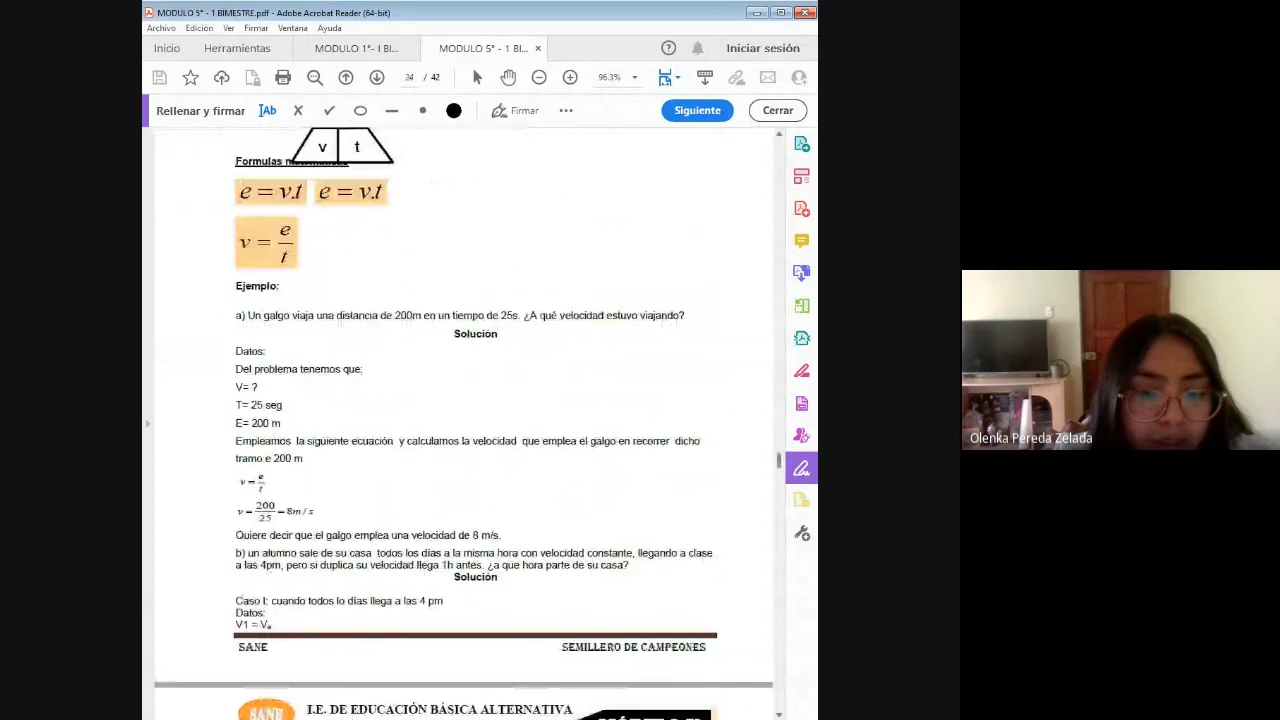 MODULO 5° - 1 BIMESTRE.pdf - Adobe Acrobat Reader (64-bit)
Archivo Edición Ver Firmar Ventana Ayuda
Inicio Herramientas MODULO 1°- I BI... MODULO 5° - 1 BI... × Iniciar sesión
24 / 42 96.3%
Rellenar y firmar Ab Firmar ... Siguiente Cerrar
v t
Formulas
e = v.t e = v.t
v = e/t
Ejemplo:
a) Un galgo viaja una distancia de 200m en un tiempo de 25s. ¿A qué velocidad estuvo viajando?
Solución
Datos:
Del problema tenemos que:
V= ?
T= 25 seg
E= 200 m
Empleamos la siguiente ecuación y calculamos la velocidad que emplea el galgo en recorrer dicho
tramo e 200 m
v = e/t
v = 200/25 = 8m/s
Quiere decir que el galgo emplea una velocidad de 8 m/s.
b) un alumno sale de su casa todos los días a la misma hora con velocidad constante, llegando a clase
a las 4pm, pero si duplica su velocidad llega 1h antes. ¿a que hora parte de su casa?
Solución
Caso I: cuando todos lo días llega a las 4 pm
Datos:
SANE SEMILLERO DE CAMPEONES
SANE I.E. DE EDUCACIÓN BÁSICA ALTERNATIVA
Olenka Pereda Zelada